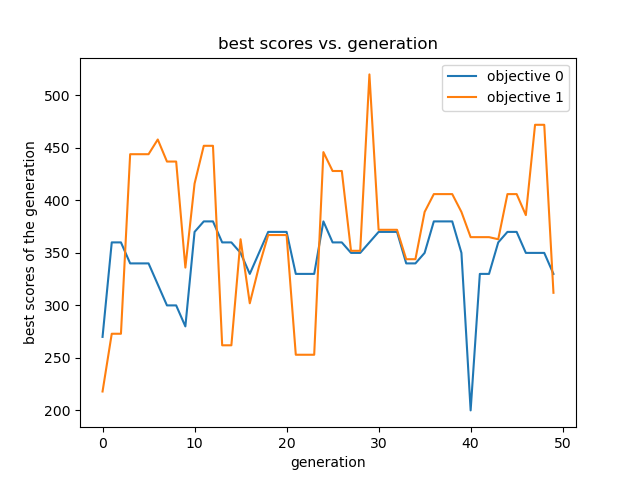 best scores vs. generation
objective 0
objective 1
best scores of the generation
500
450
400
350
300
250
200
0 10 20 30 40 50
generation